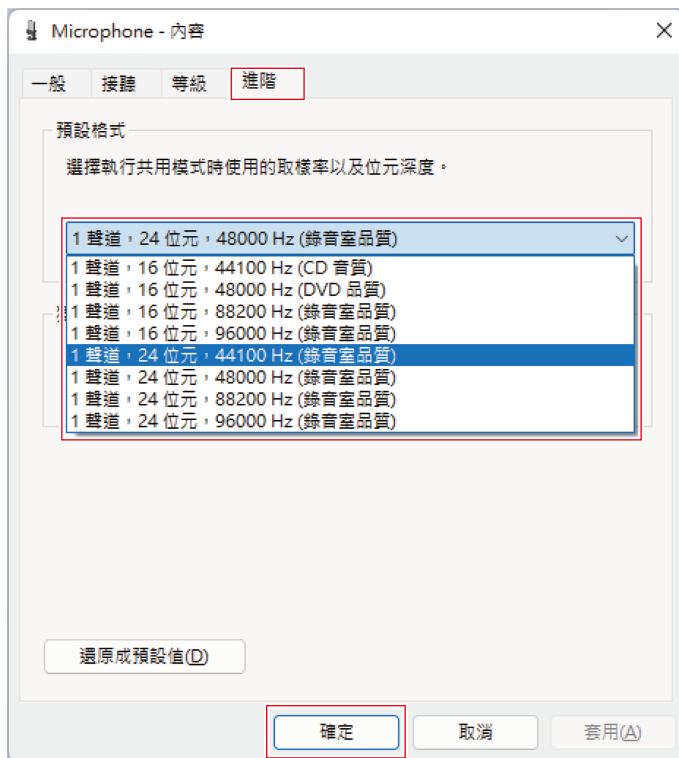 Microphone - 內容
一般 接聽 等級 進階
預設格式
選擇執行共用模式時使用的取樣率以及位元深度。
1 聲道，24 位元，48000 Hz (錄音室品質)
1 聲道，16 位元，44100 Hz (CD 音質)
1 聲道，16 位元，48000 Hz (DVD 品質)
1 聲道，16 位元，88200 Hz (錄音室品質)
1 聲道，16 位元，96000 Hz (錄音室品質)
1 聲道，24 位元，44100 Hz (錄音室品質)
1 聲道，24 位元，48000 Hz (錄音室品質)
1 聲道，24 位元，88200 Hz (錄音室品質)
1 聲道，24 位元，96000 Hz (錄音室品質)
還原成預設值(D)
確定 取消 套用(A)